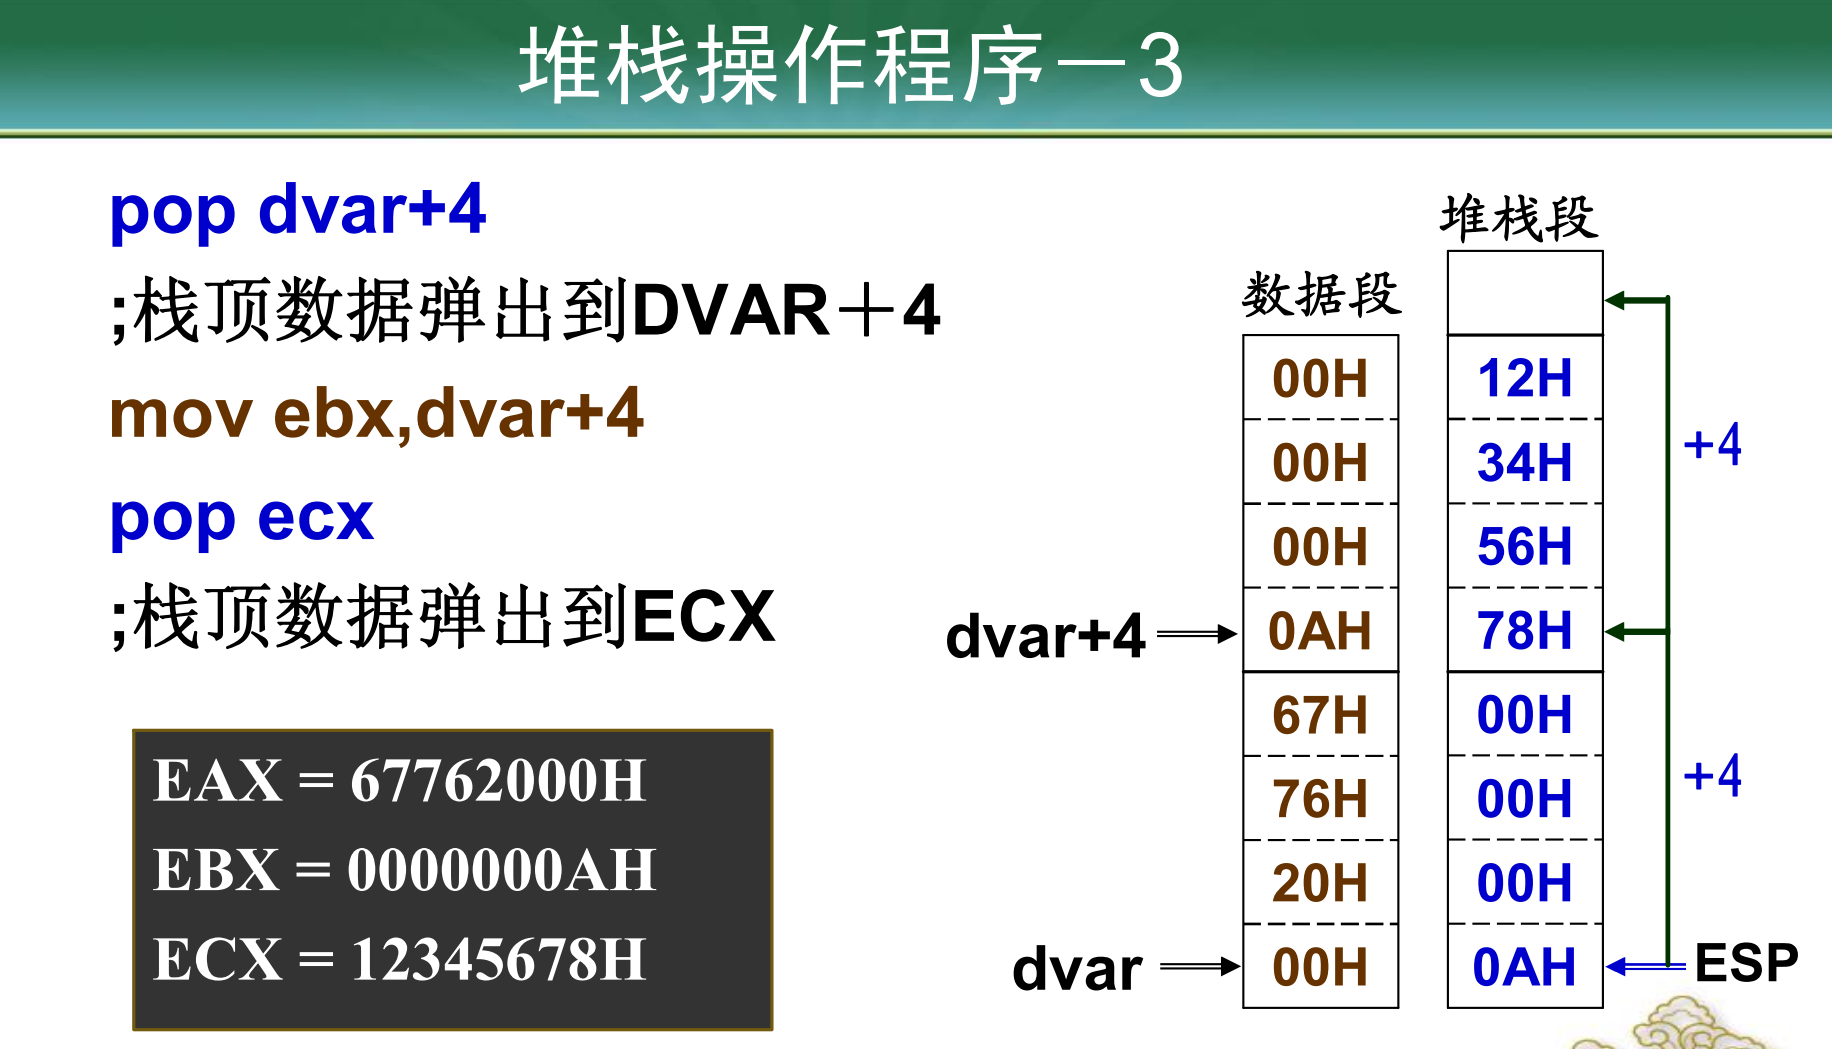 堆栈操作程序－3
pop dvar+4
;栈顶数据弹出到DVAR＋4
mov ebx,dvar+4
pop ecx
;栈顶数据弹出到ECX
EAX = 67762000H
EBX = 0000000AH
ECX = 12345678H
数据段
00H
00H
00H
dvar+4
0AH
67H
76H
20H
dvar
00H
堆栈段
12H
34H
56H
78H
00H
00H
00H
0AH
+4
+4
ESP